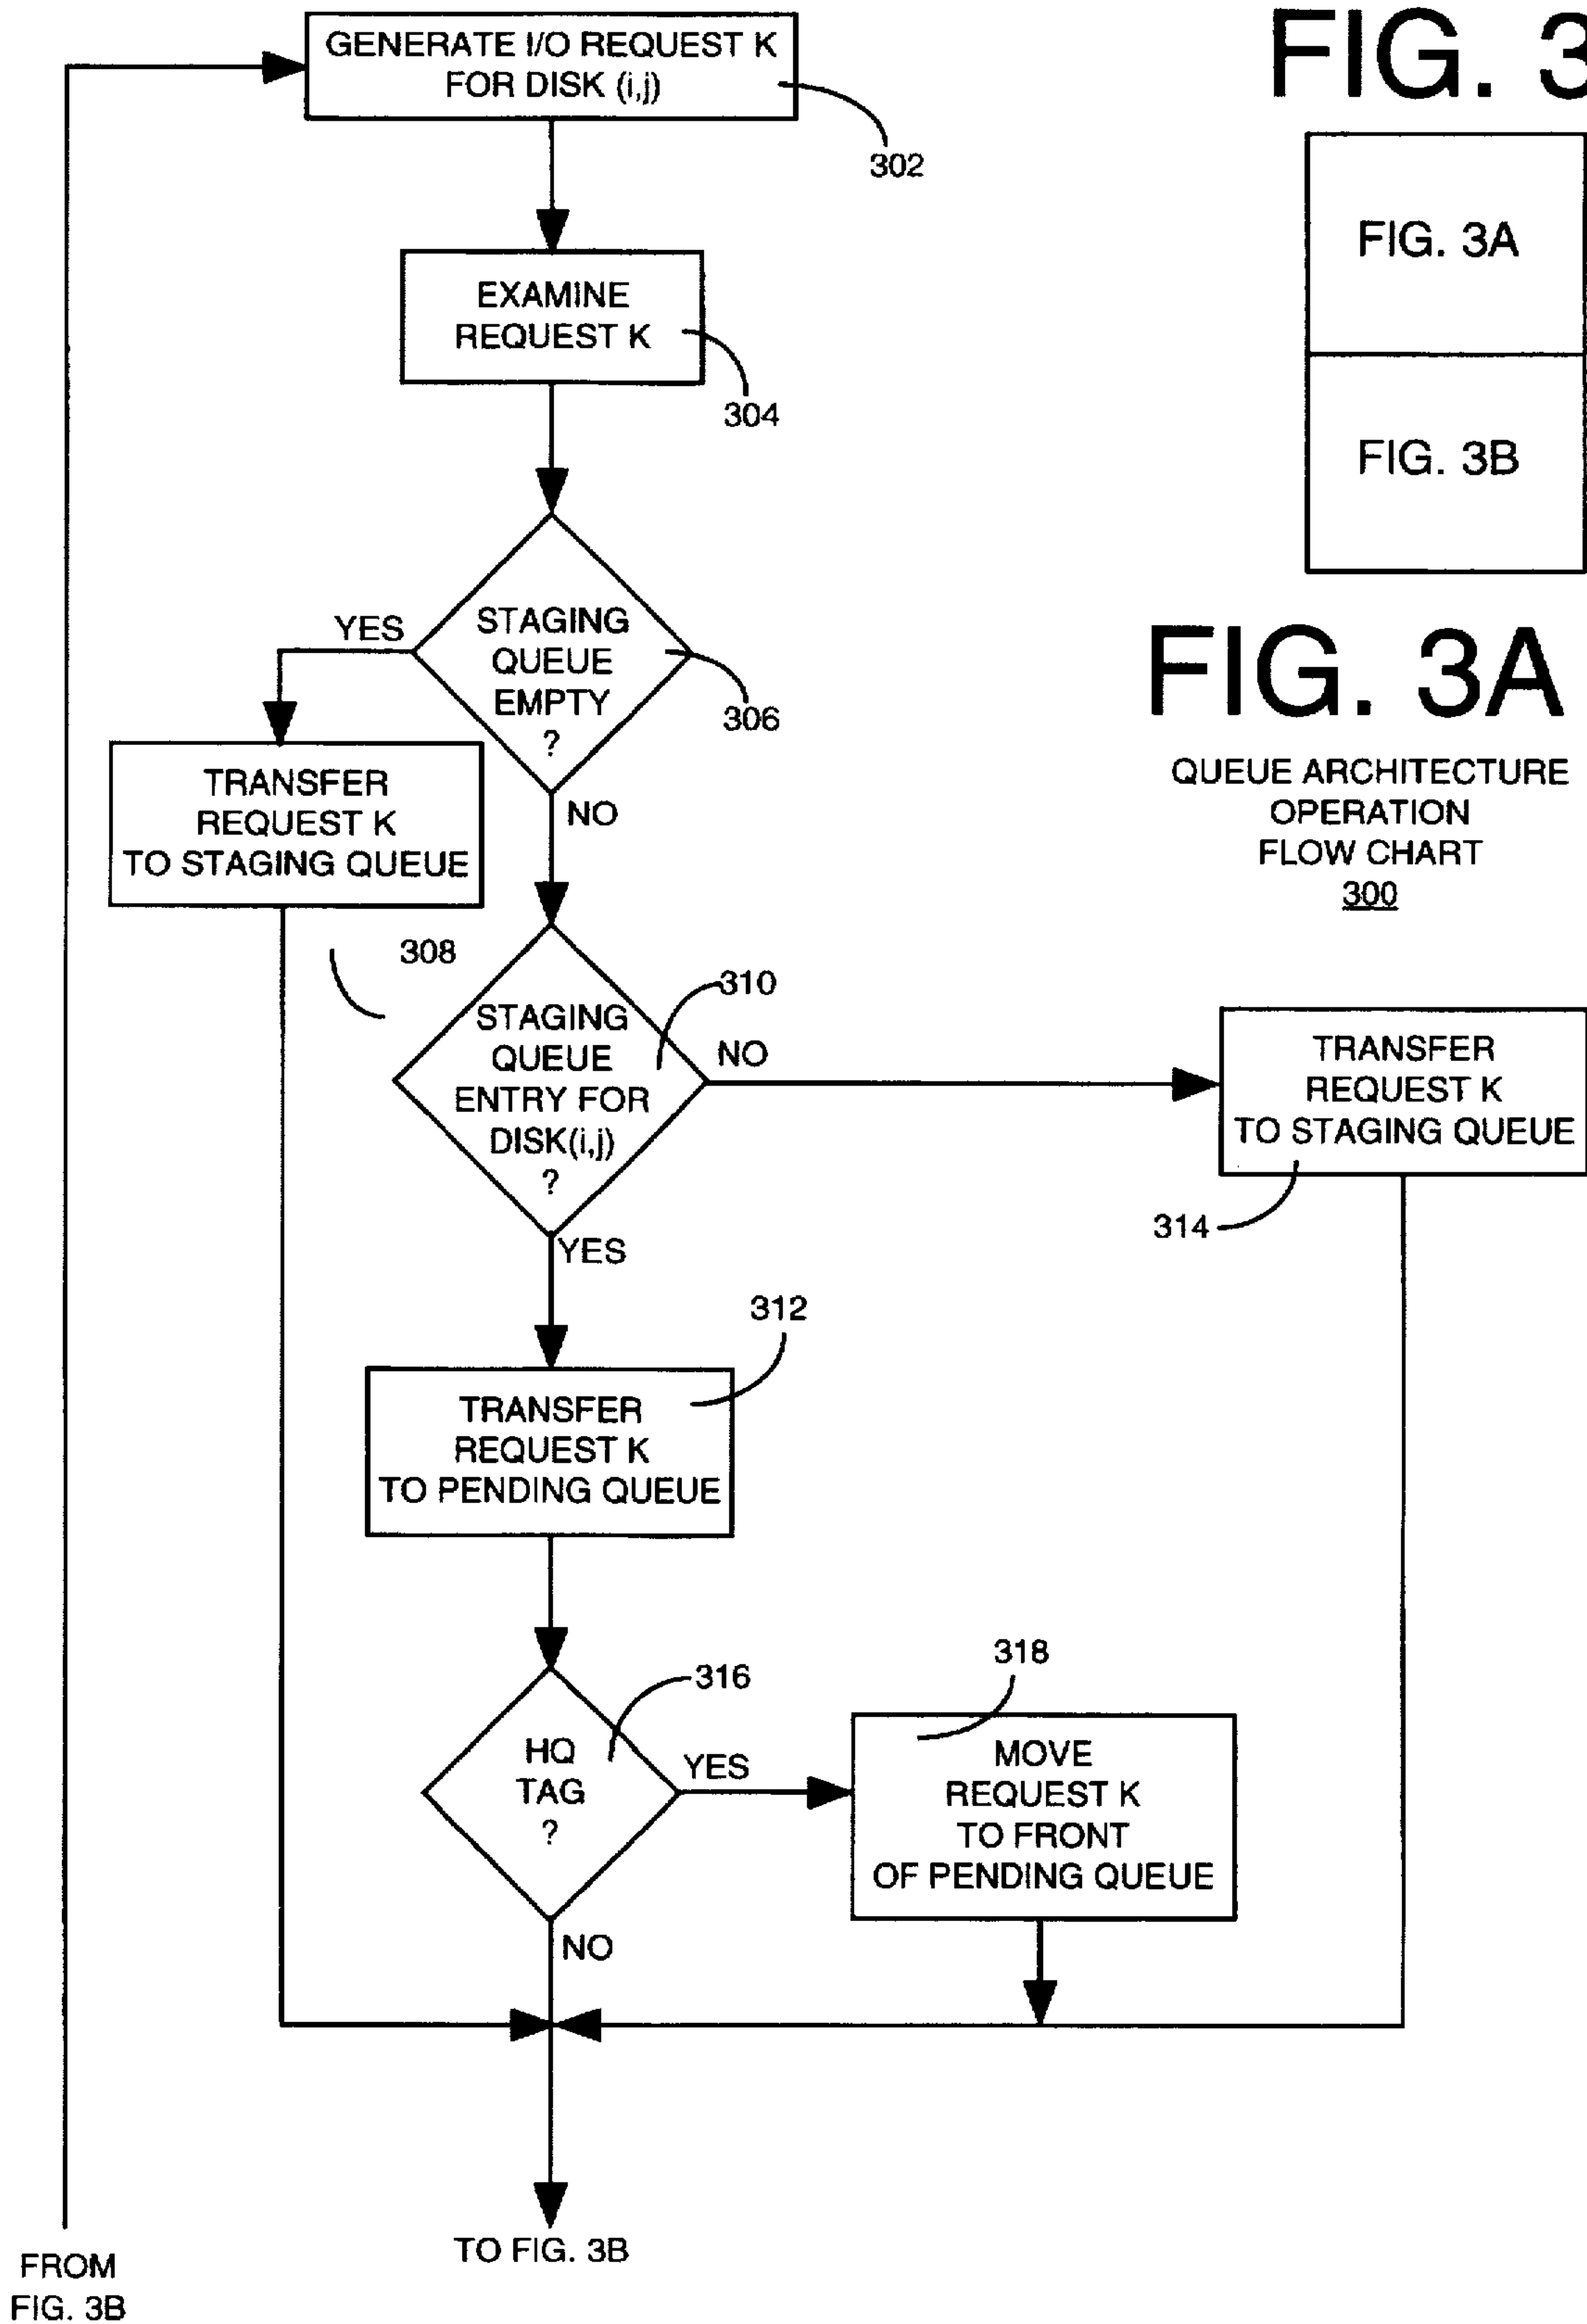 GENERATE I/O REQUEST K
FOR DISK (i,j)
302
FIG. 3
FIG. 3A
FIG. 3B
EXAMINE
REQUEST K
304
STAGING
QUEUE
EMPTY
?
YES
306
NO
FIG. 3A
QUEUE ARCHITECTURE
OPERATION
FLOW CHART
300
TRANSFER
REQUEST K
TO STAGING QUEUE
308
310
STAGING
QUEUE
ENTRY FOR
DISK(i,j)
?
NO
TRANSFER
REQUEST K
TO STAGING QUEUE
314
YES
312
TRANSFER
REQUEST K
TO PENDING QUEUE
316
HQ
TAG
?
YES
318
MOVE
REQUEST K
TO FRONT
OF PENDING QUEUE
NO
TO FIG. 3B
FROM
FIG. 3B